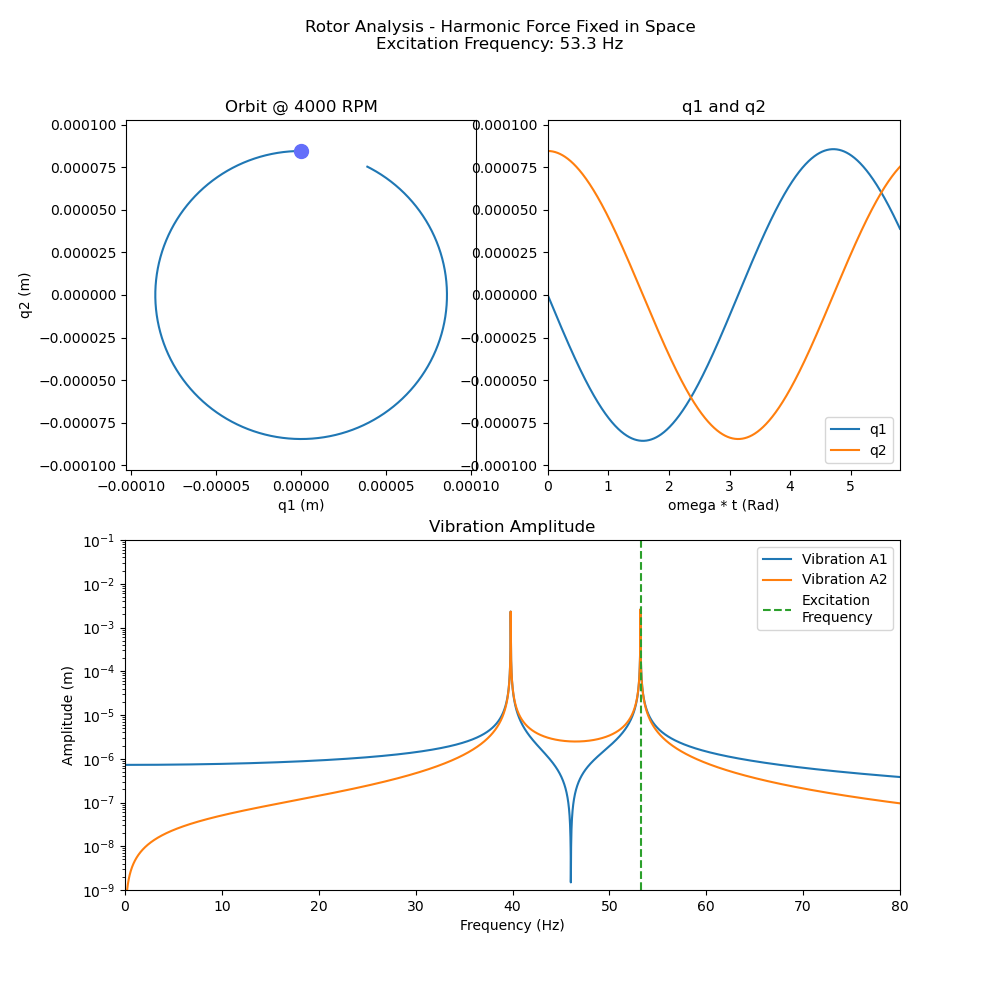 Rotor Analysis - Harmonic Force Fixed in Space
Excitation Frequency: 53.3 Hz
Orbit @ 4000 RPM
q2 (m)
0.000100
0.000075
0.000050
0.000025
0.000000
−0.000025
−0.000050
−0.000075
−0.000100
−0.00010 −0.00005 0.00000 0.00005 0.00010
q1 (m)
q1 and q2
0.000100
0.000075
0.000050
0.000025
0.000000
−0.000025
−0.000050
−0.000075
−0.000100
q1
q2
0 1 2 3 4 5
omega * t (Rad)
Vibration Amplitude
Amplitude (m)
10⁻¹
10⁻²
10⁻³
10⁻⁴
10⁻⁵
10⁻⁶
10⁻⁷
10⁻⁸
10⁻⁹
Vibration A1
Vibration A2
Excitation
Frequency
0 10 20 30 40 50 60 70 80
Frequency (Hz)